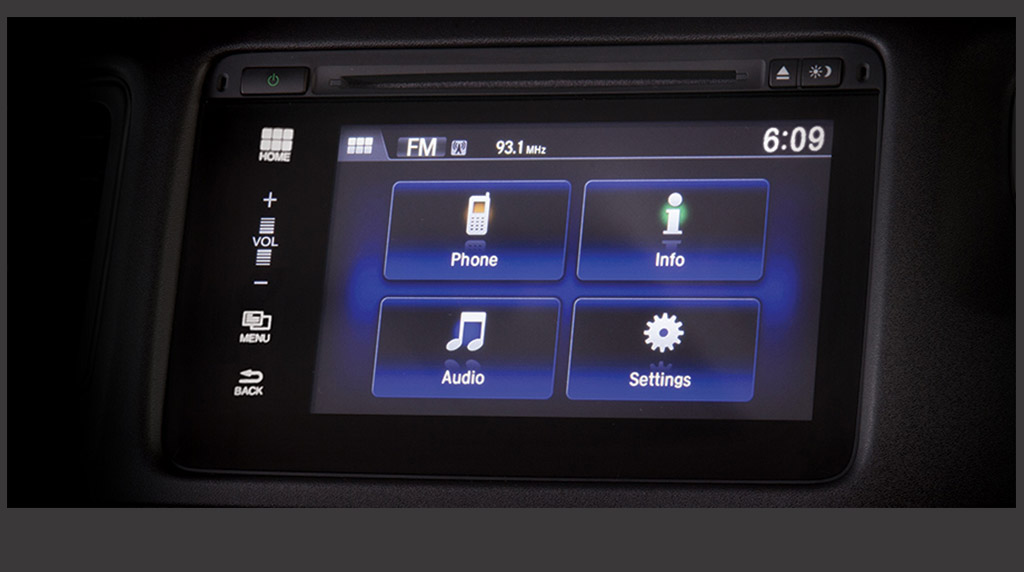 HOME
FM 93.1 MHz 6:09
+
VOL
−
MENU
BACK
Phone
Info
Audio
Settings